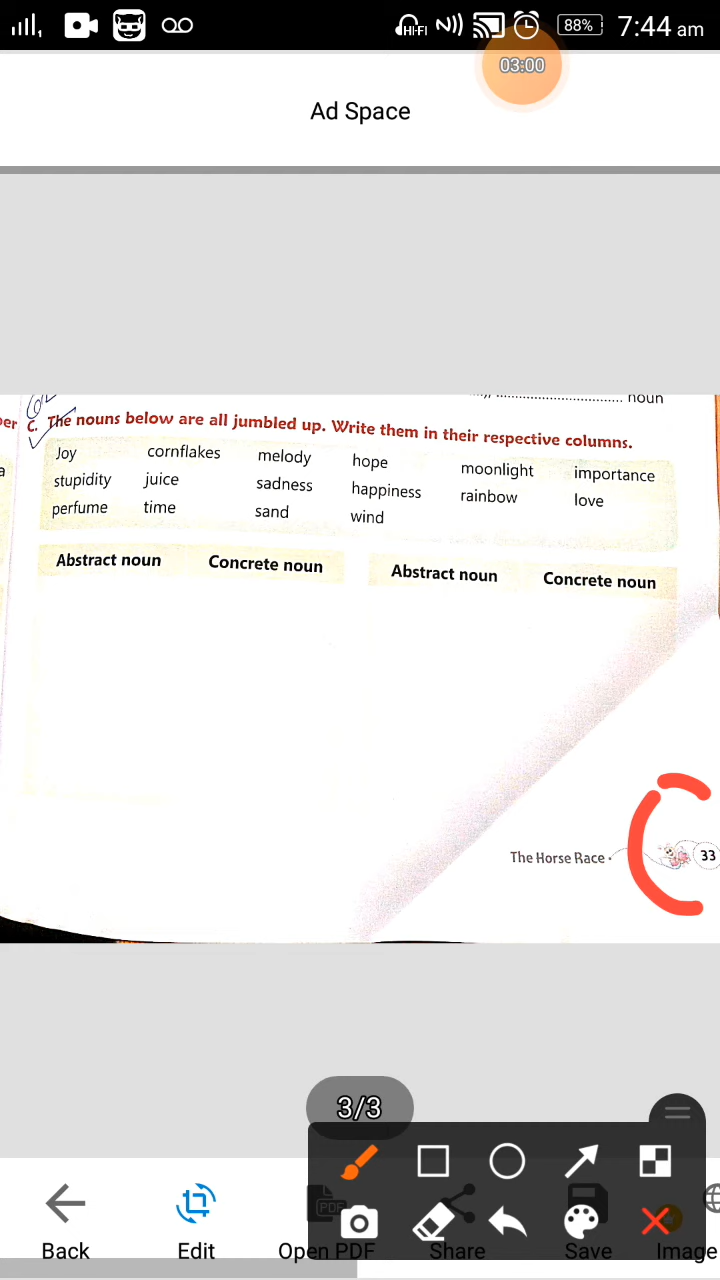 HI-FI 88% 7:44 am
03:00
Ad Space
noun
C. The nouns below are all jumbled up. Write them in their respective columns.
Joy cornflakes melody hope moonlight importance
stupidity juice sadness happiness rainbow love
perfume time sand wind
Abstract noun Concrete noun Abstract noun Concrete noun
The Horse Race 33
3/3
Back Edit Open PDF Share Save Image